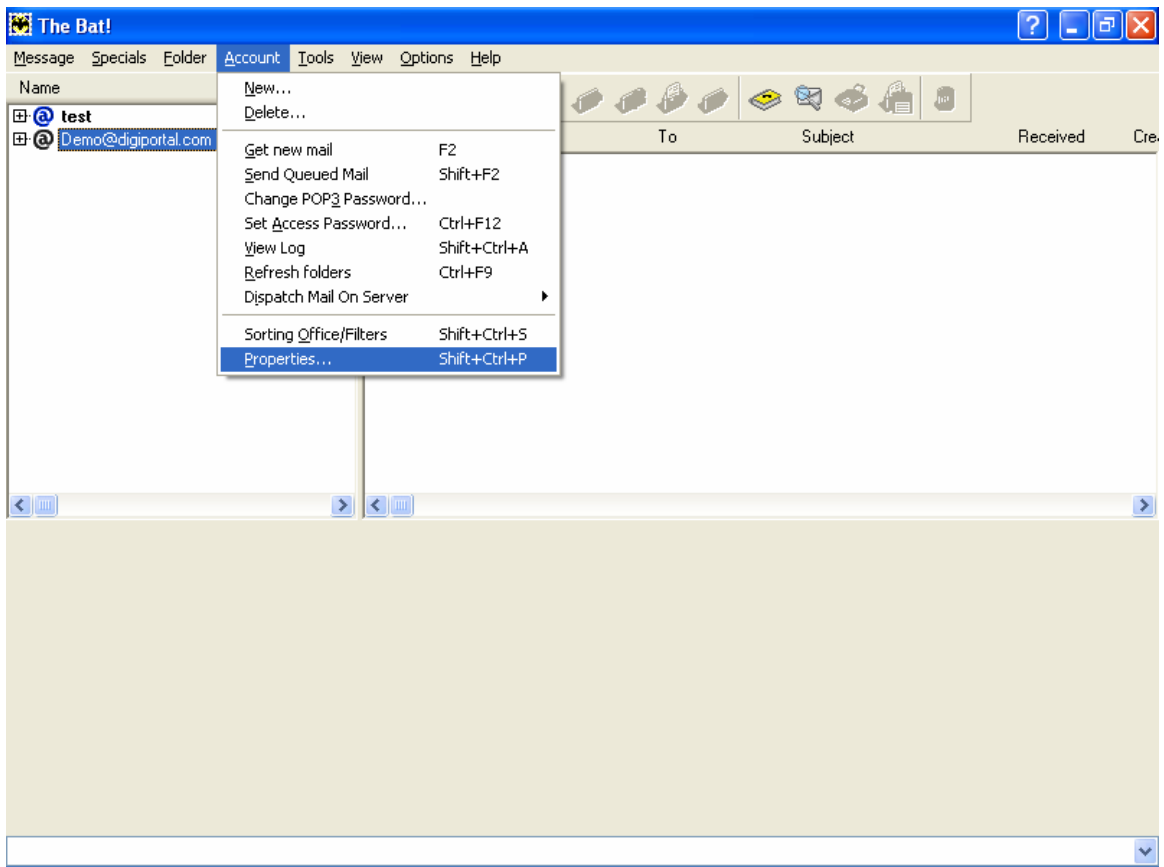 The Bat!
Message Specials Folder Account Tools View Options Help
Name
To Subject Received Cre
test
Demo@digiportal.com
New...
Delete...
Get new mail F2
Send Queued Mail Shift+F2
Change POP3 Password...
Set Access Password... Ctrl+F12
View Log Shift+Ctrl+A
Refresh folders Ctrl+F9
Dispatch Mail On Server
Sorting Office/Filters Shift+Ctrl+S
Properties... Shift+Ctrl+P